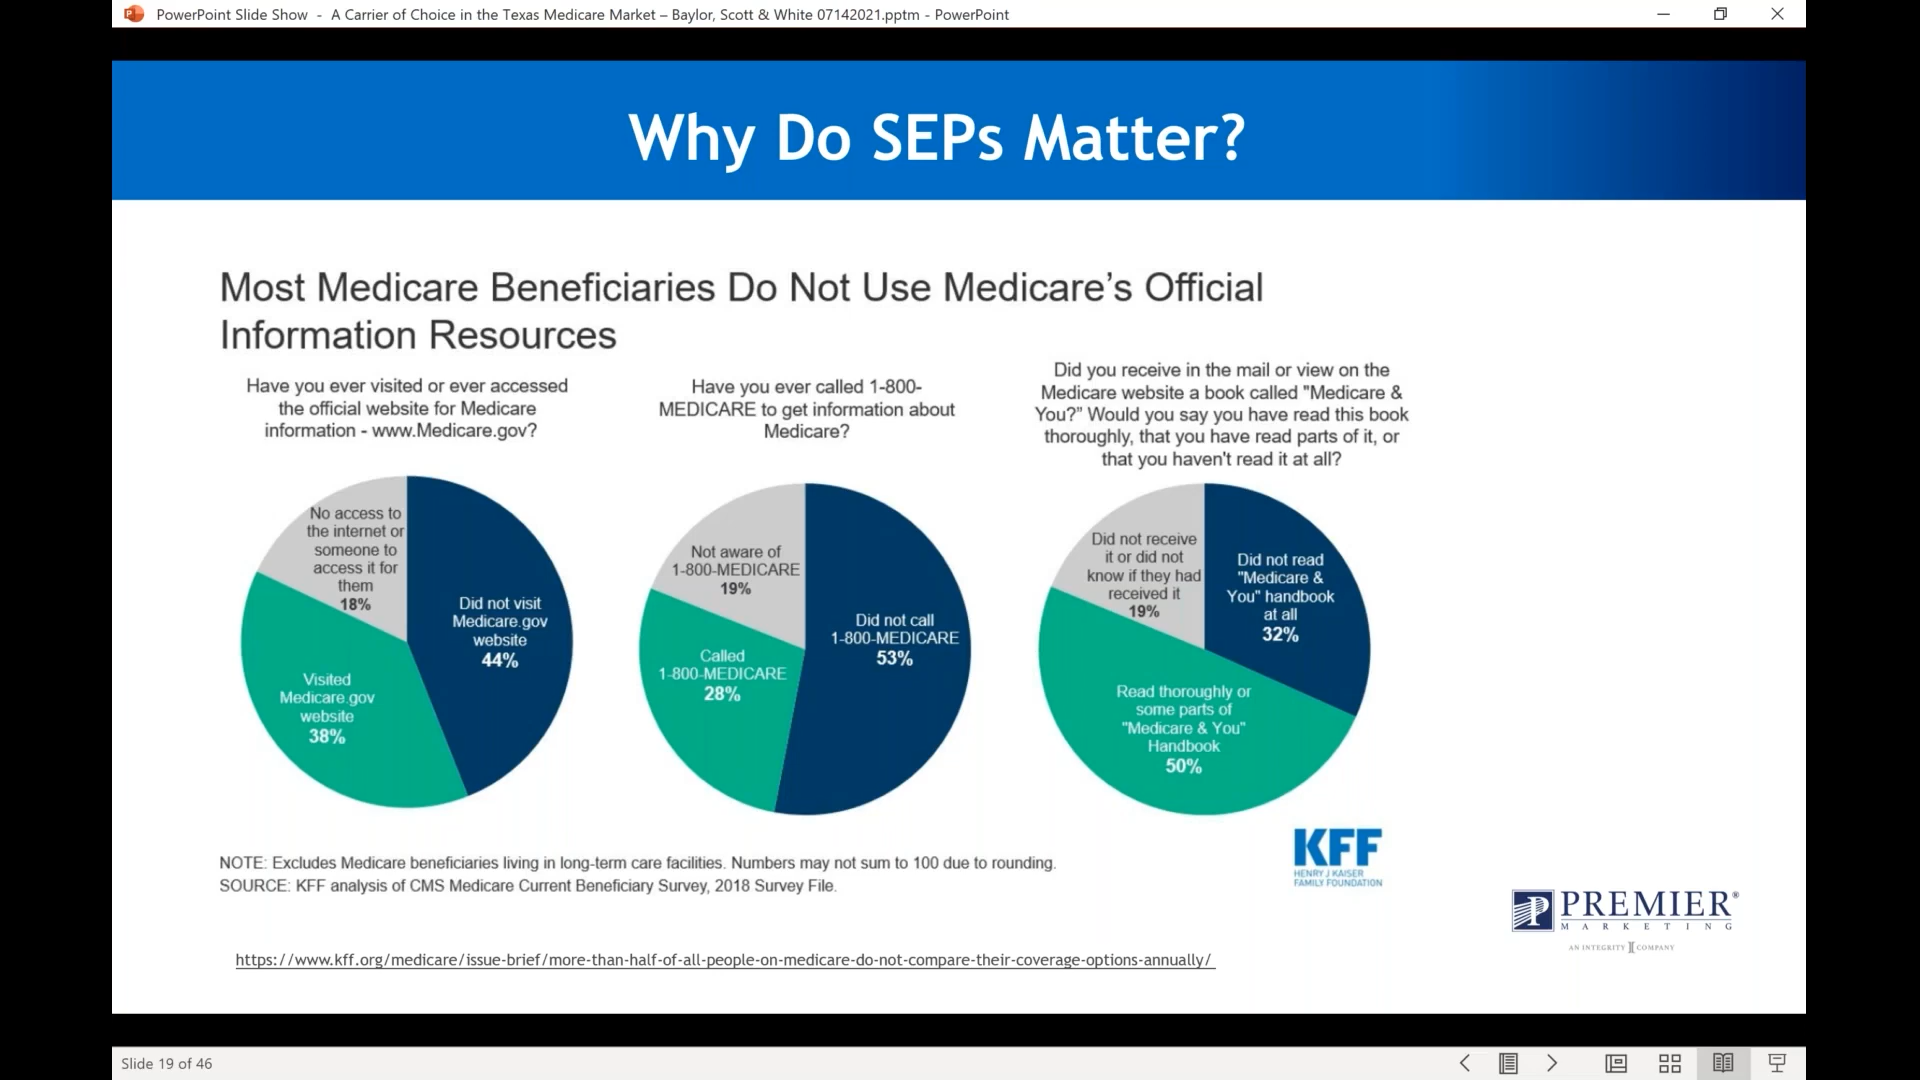 PowerPoint Slide Show - A Carrier of Choice in the Texas Medicare Market – Baylor, Scott & White 07142021.pptm - PowerPoint
Why Do SEPs Matter?
Most Medicare Beneficiaries Do Not Use Medicare’s Official
Information Resources
Have you ever visited or ever accessed
the official website for Medicare
information - www.Medicare.gov?
No access to
the internet or
someone to
access it for
them
18%
Did not visit
Medicare.gov
website
44%
Visited
Medicare.gov
website
38%
Have you ever called 1-800-
MEDICARE to get information about
Medicare?
Not aware of
1-800-MEDICARE
19%
Did not call
1-800-MEDICARE
53%
Called
1-800-MEDICARE
28%
Did you receive in the mail or view on the
Medicare website a book called "Medicare &
You?" Would you say you have read this book
thoroughly, that you have read parts of it, or
that you haven't read it at all?
Did not receive
it or did not
know if they had
received it
19%
Did not read
"Medicare &
You" handbook
at all
32%
Read thoroughly or
some parts of
"Medicare & You"
Handbook
50%
NOTE: Excludes Medicare beneficiaries living in long-term care facilities. Numbers may not sum to 100 due to rounding.
SOURCE: KFF analysis of CMS Medicare Current Beneficiary Survey, 2018 Survey File.
KFF
HENRY J KAISER
FAMILY FOUNDATION
P PREMIER®
MARKETING
AN INTEGRITY COMPANY
https://www.kff.org/medicare/issue-brief/more-than-half-of-all-people-on-medicare-do-not-compare-their-coverage-options-annually/
Slide 19 of 46